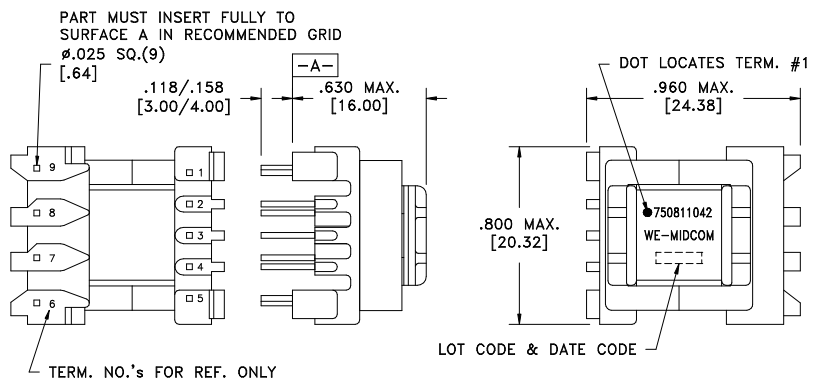 PART MUST INSERT FULLY TO
SURFACE A IN RECOMMENDED GRID
ø.025 SQ.(9)
[.64]
-A-
.118/.158
[3.00/4.00]
.630 MAX.
[16.00]
DOT LOCATES TERM. #1
.960 MAX.
[24.38]
9
1
8
2
7
3
4
6
5
.800 MAX.
[20.32]
750811042
WE-MIDCOM
LOT CODE & DATE CODE
TERM. NO.'s FOR REF. ONLY